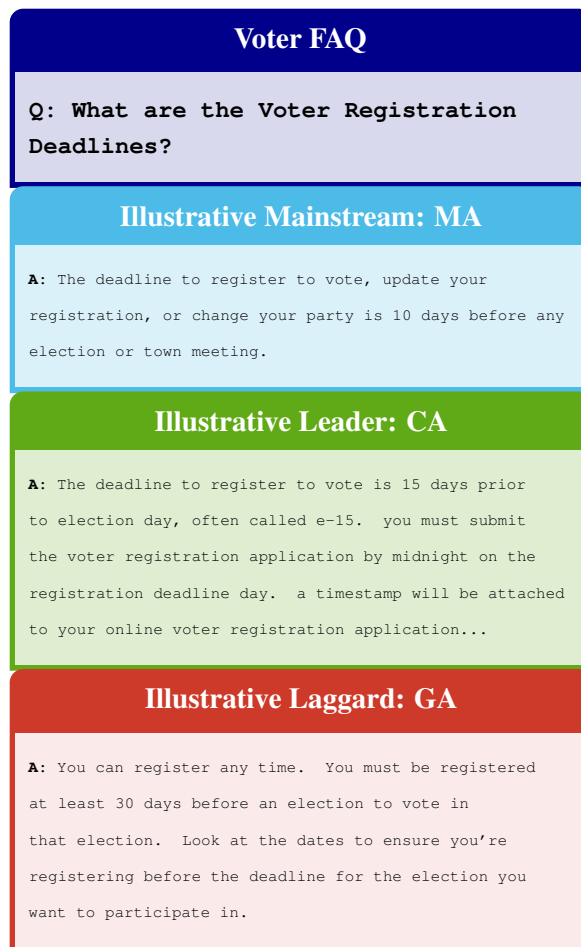 Voter FAQ
Q: What are the Voter Registration
Deadlines?
Illustrative Mainstream: MA
A: The deadline to register to vote, update your
registration, or change your party is 10 days before any
election or town meeting.
Illustrative Leader: CA
A: The deadline to register to vote is 15 days prior
to election day, often called e-15. you must submit
the voter registration application by midnight on the
registration deadline day. a timestamp will be attached
to your online voter registration application...
Illustrative Laggard: GA
A: You can register any time. You must be registered
at least 30 days before an election to vote in
that election. Look at the dates to ensure you're
registering before the deadline for the election you
want to participate in.